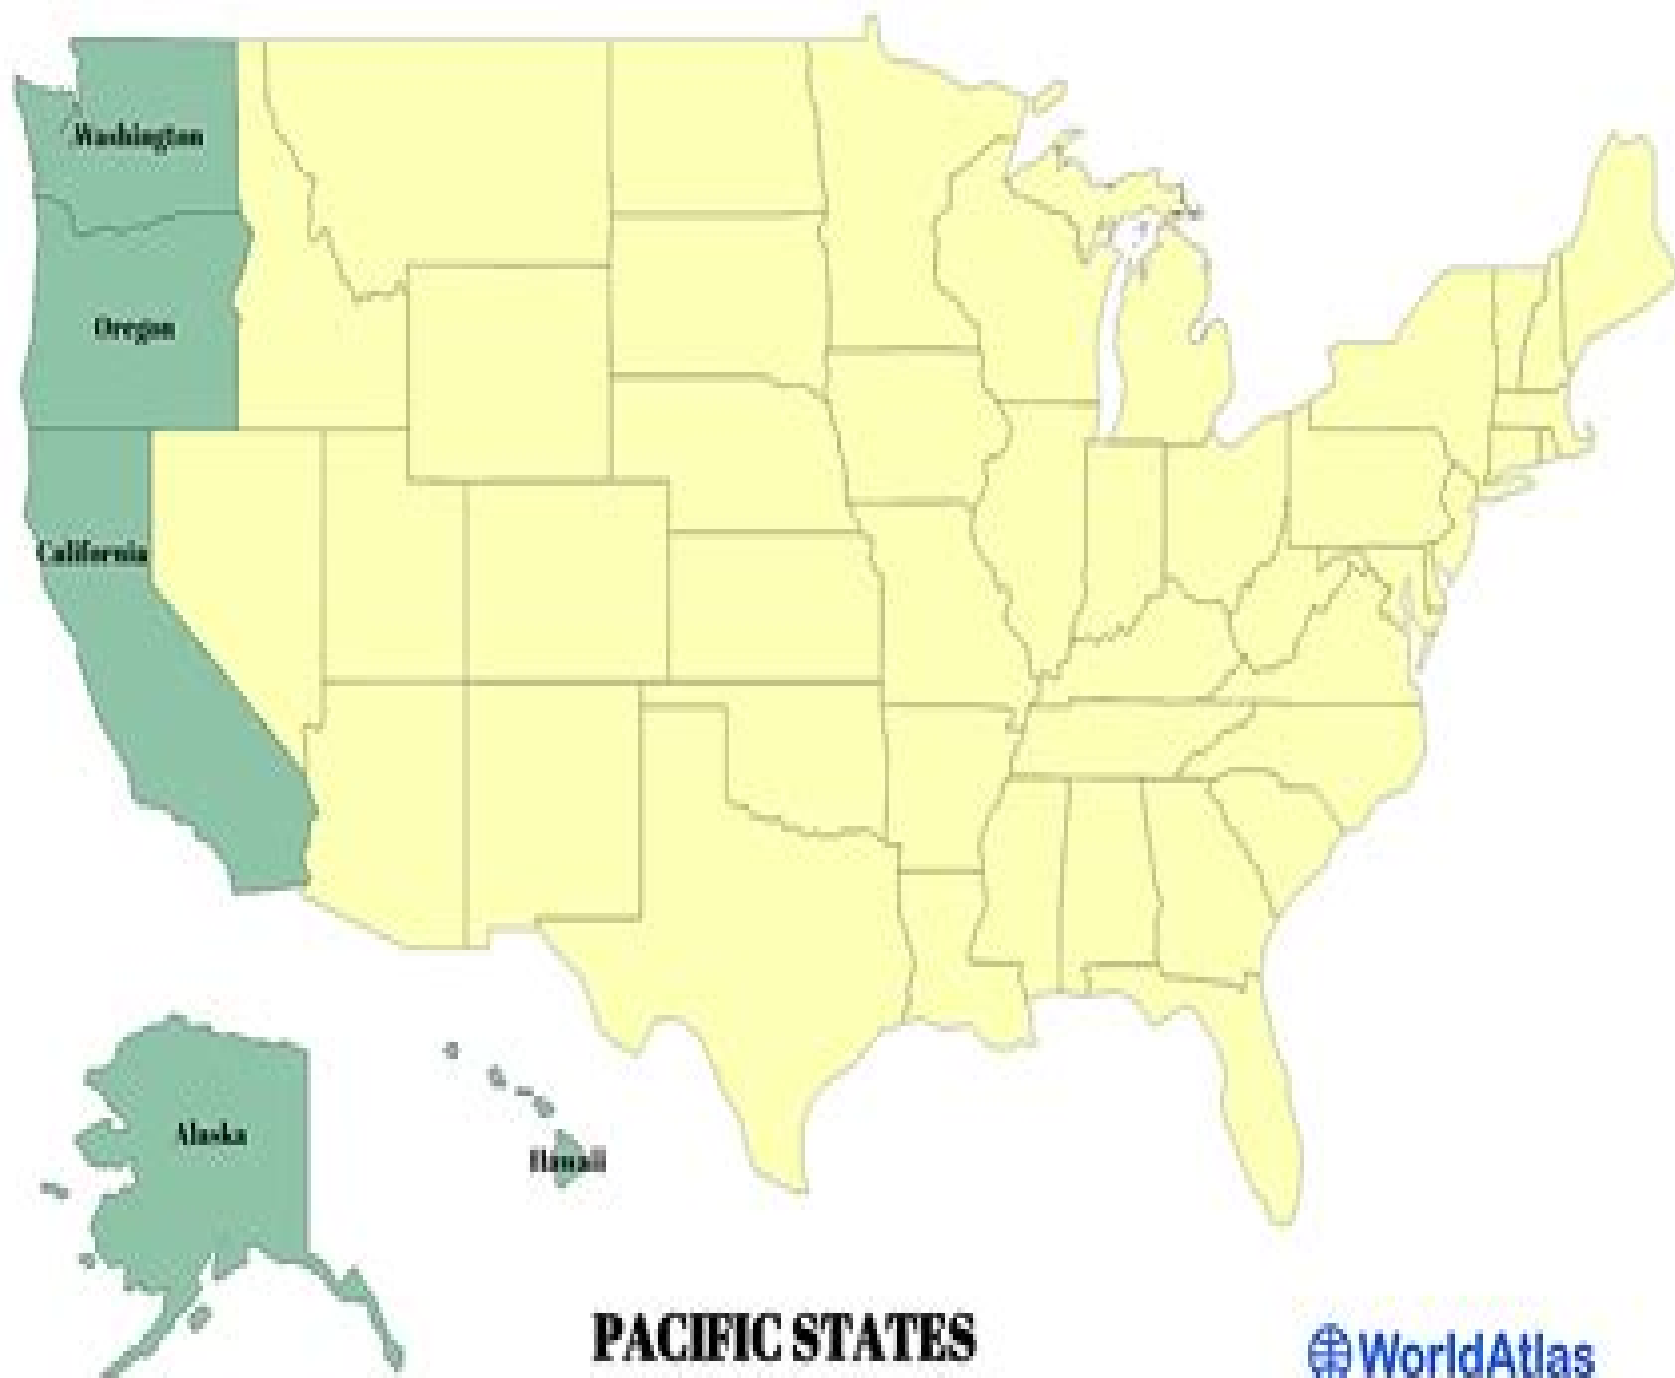 Washington
Oregon
California
Alaska
Hawaii
PACIFIC STATES
WorldAtlas